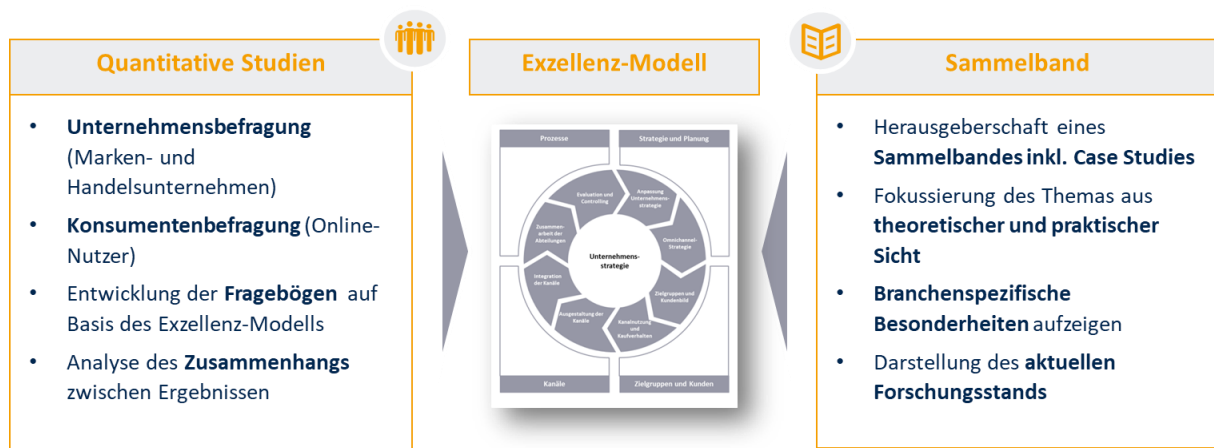 Quantitative Studien
• Unternehmensbefragung
(Marken- und
Handelsunternehmen)
• Konsumentenbefragung (Online-
Nutzer)
• Entwicklung der Fragebögen auf
Basis des Exzellenz-Modells
• Analyse des Zusammenhangs
zwischen Ergebnissen
Exzellenz-Modell
Prozesse
Strategie und Planung
Evaluation und
Controlling
Anpassung
Unternehmens-
strategie
Zusammen-
arbeit der
Abteilungen
Omnichannel-
Strategie
Unternehmens-
strategie
Integration
der Kanäle
Zielgruppen und
Kundenbild
Ausgestaltung der
Kanäle
Kanalnutzung
und
Kaufverhalten
Kanäle
Zielgruppen und Kunden
Sammelband
• Herausgeberschaft eines
Sammelbandes inkl. Case Studies
• Fokussierung des Themas aus
theoretischer und praktischer
Sicht
• Branchenspezifische
Besonderheiten aufzeigen
• Darstellung des aktuellen
Forschungsstands